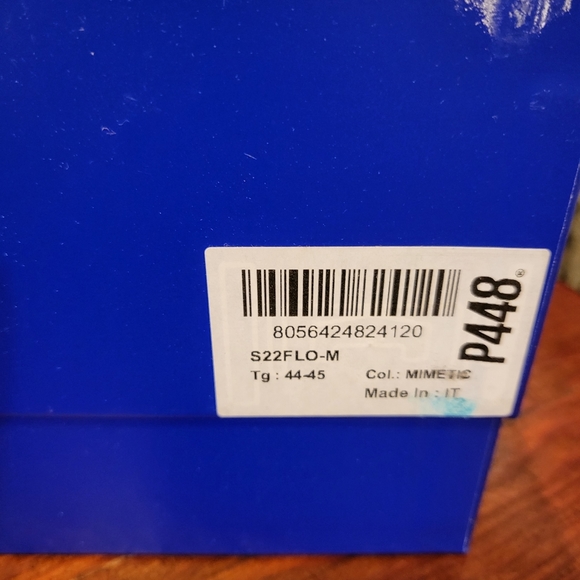 8056424824120
S22FLO-M
Tg : 44-45 Col.: MIMETIC
Made In : IT
P448®